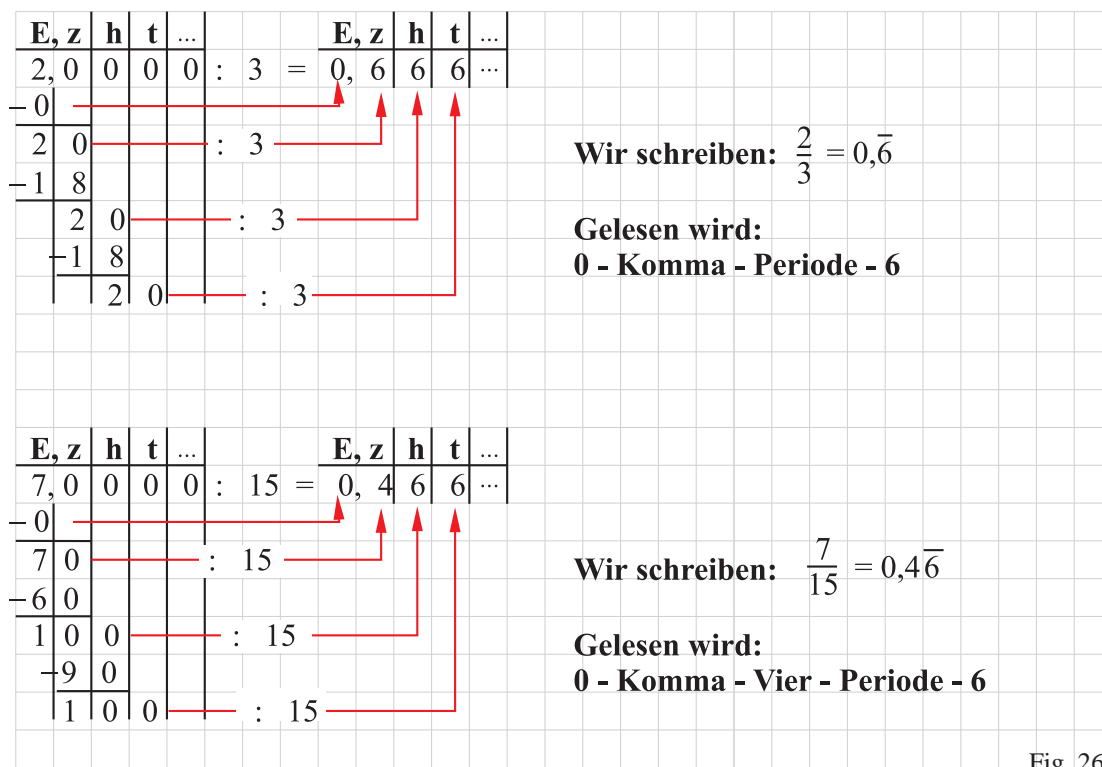 E, z h t ... E, z h t ...
2, 0 0 0 0 : 3 = 0, 6 6 6 ...
− 0
2 0 : 3
Wir schreiben: 2/3 = 0,6̅
− 1 8
2 0 : 3
Gelesen wird:
− 1 8
0 - Komma - Periode - 6
2 0 : 3
E, z h t ... E, z h t ...
7, 0 0 0 0 : 15 = 0, 4 6 6 ...
− 0
7 0 : 15
Wir schreiben: 7/15 = 0,46̅
− 6 0
1 0 0 : 15
Gelesen wird:
− 9 0
0 - Komma - Vier - Periode - 6
1 0 0 : 15
Fig. 26